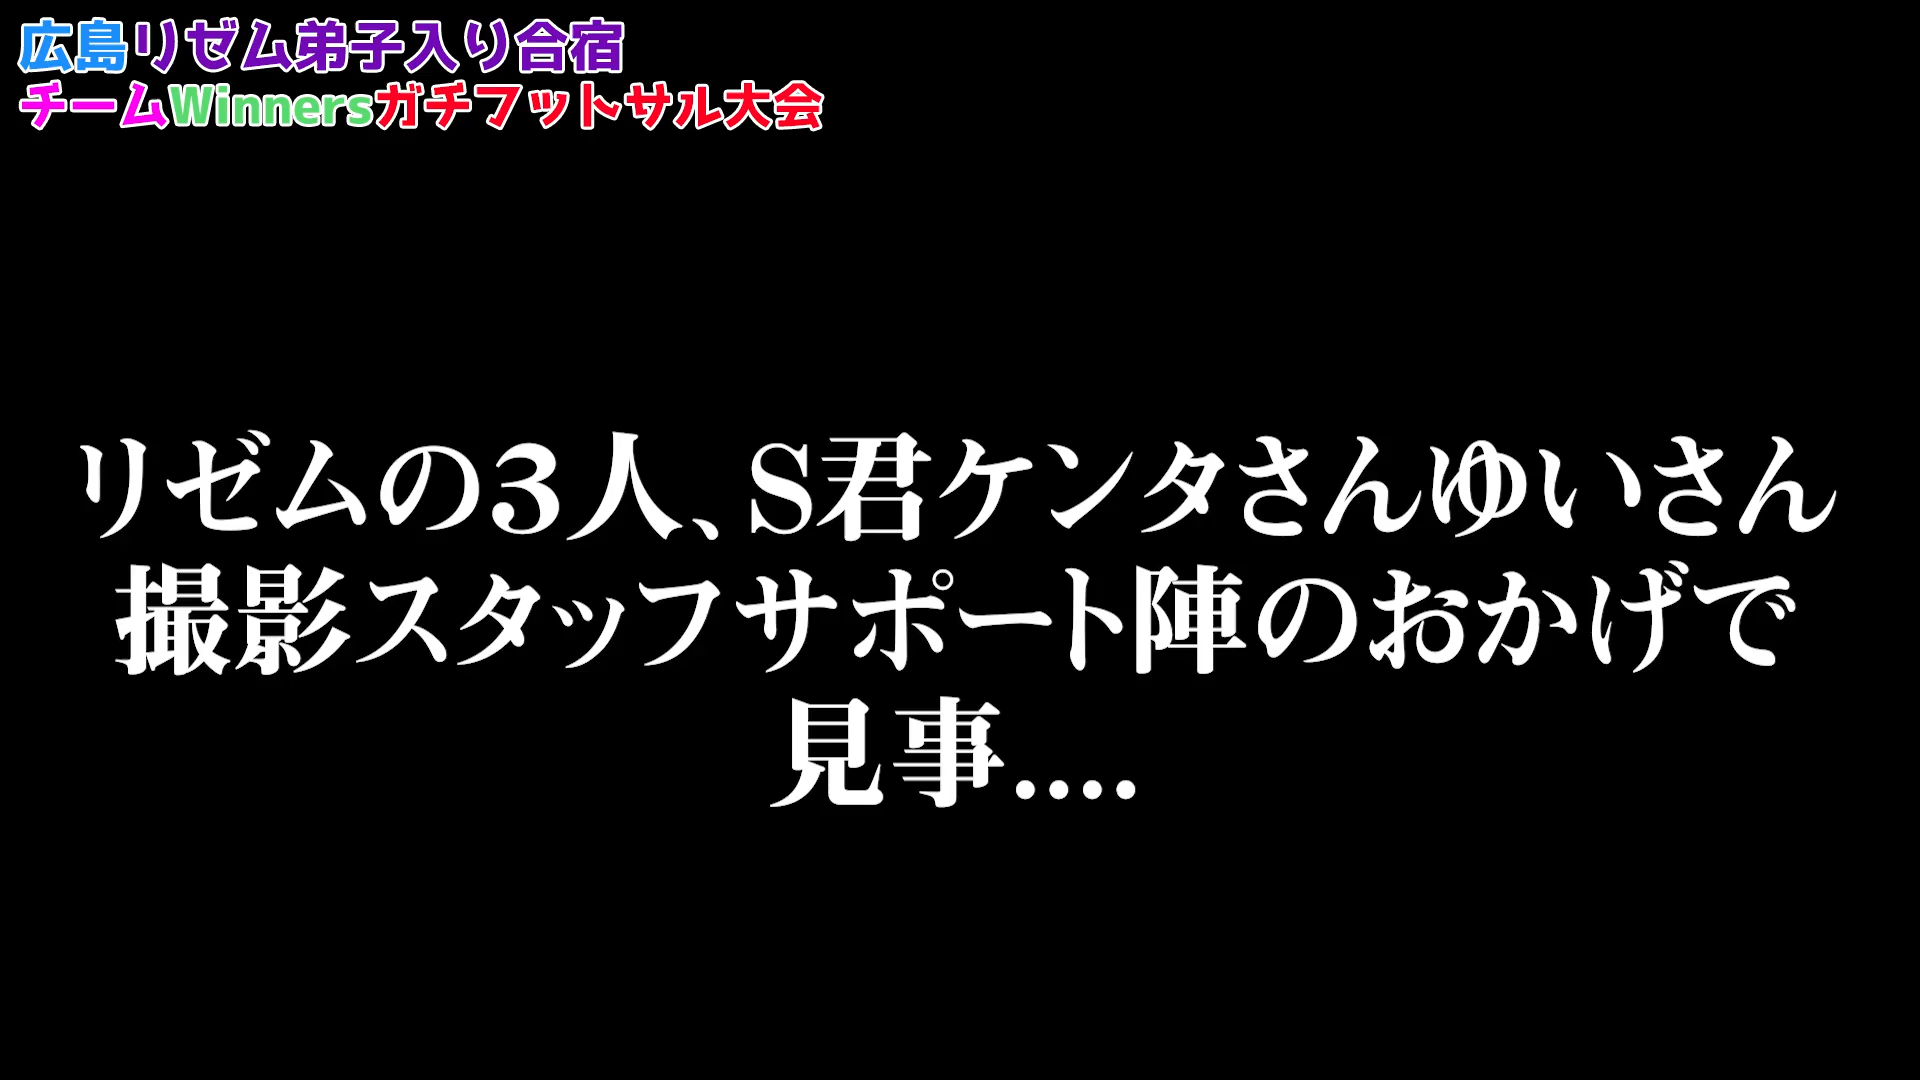 広島リゼム弟子入り合宿
チームWinnersガチフットサル大会
リゼムの3人、S君ケンタさんゆいさん
撮影スタッフサポート陣のおかげで
見事....